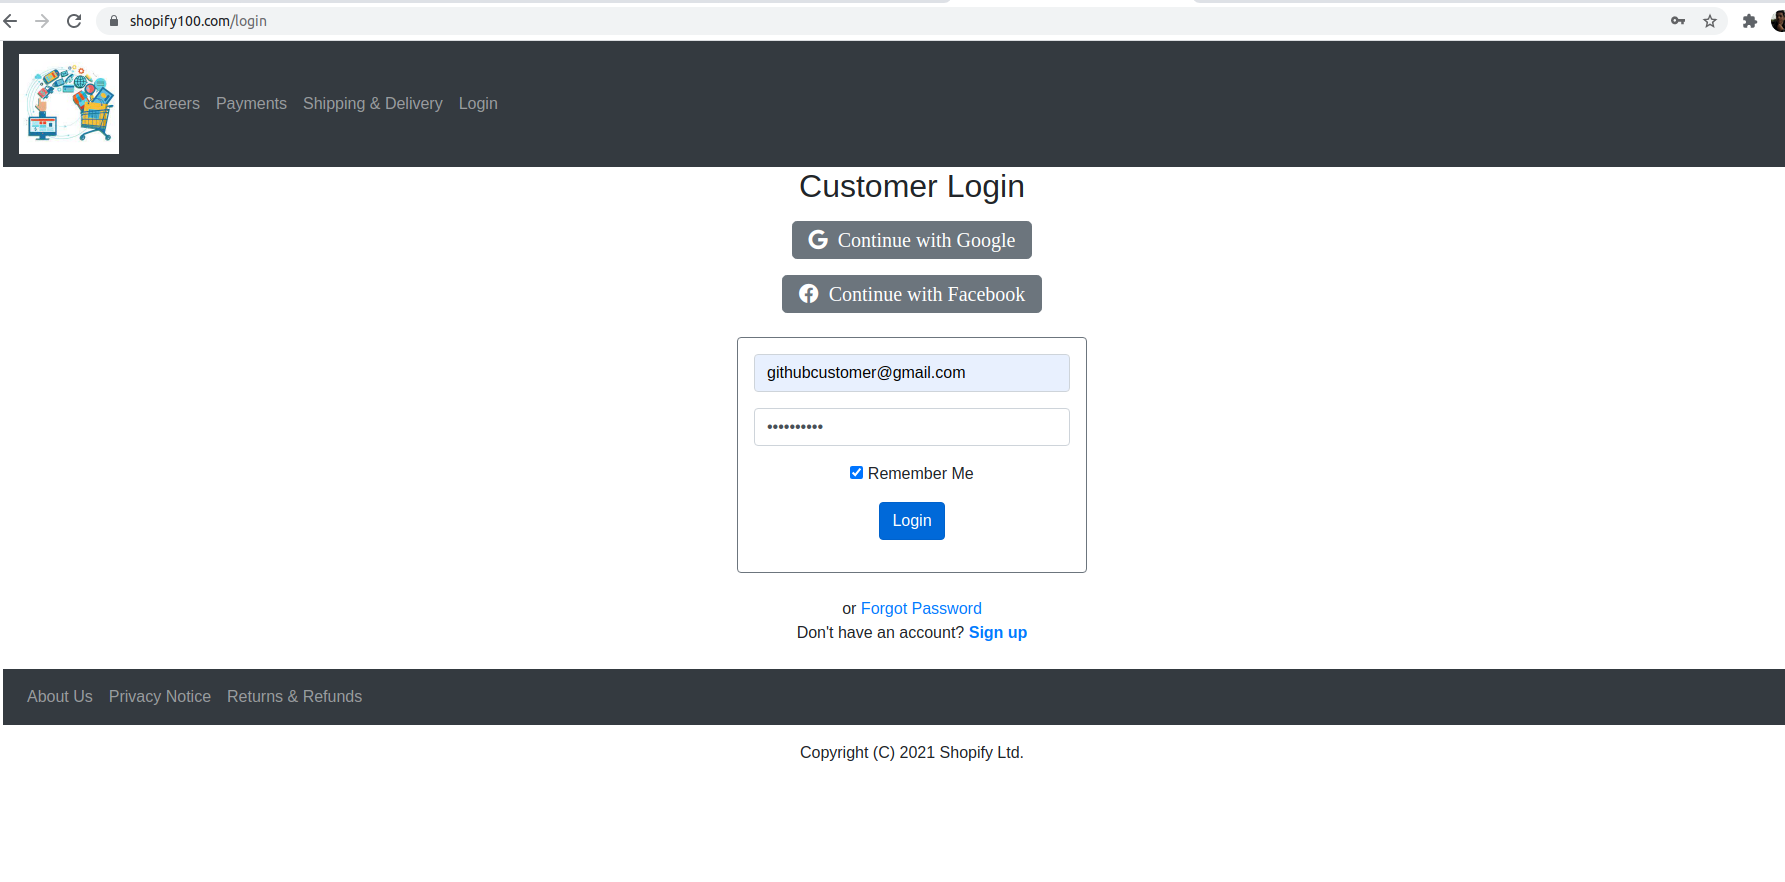 shopify100.com/login
Careers Payments Shipping & Delivery Login
Customer Login
Continue with Google
Continue with Facebook
githubcustomer@gmail.com
••••••••••
Remember Me
Login
or Forgot Password
Don't have an account? Sign up
About Us Privacy Notice Returns & Refunds
Copyright (C) 2021 Shopify Ltd.